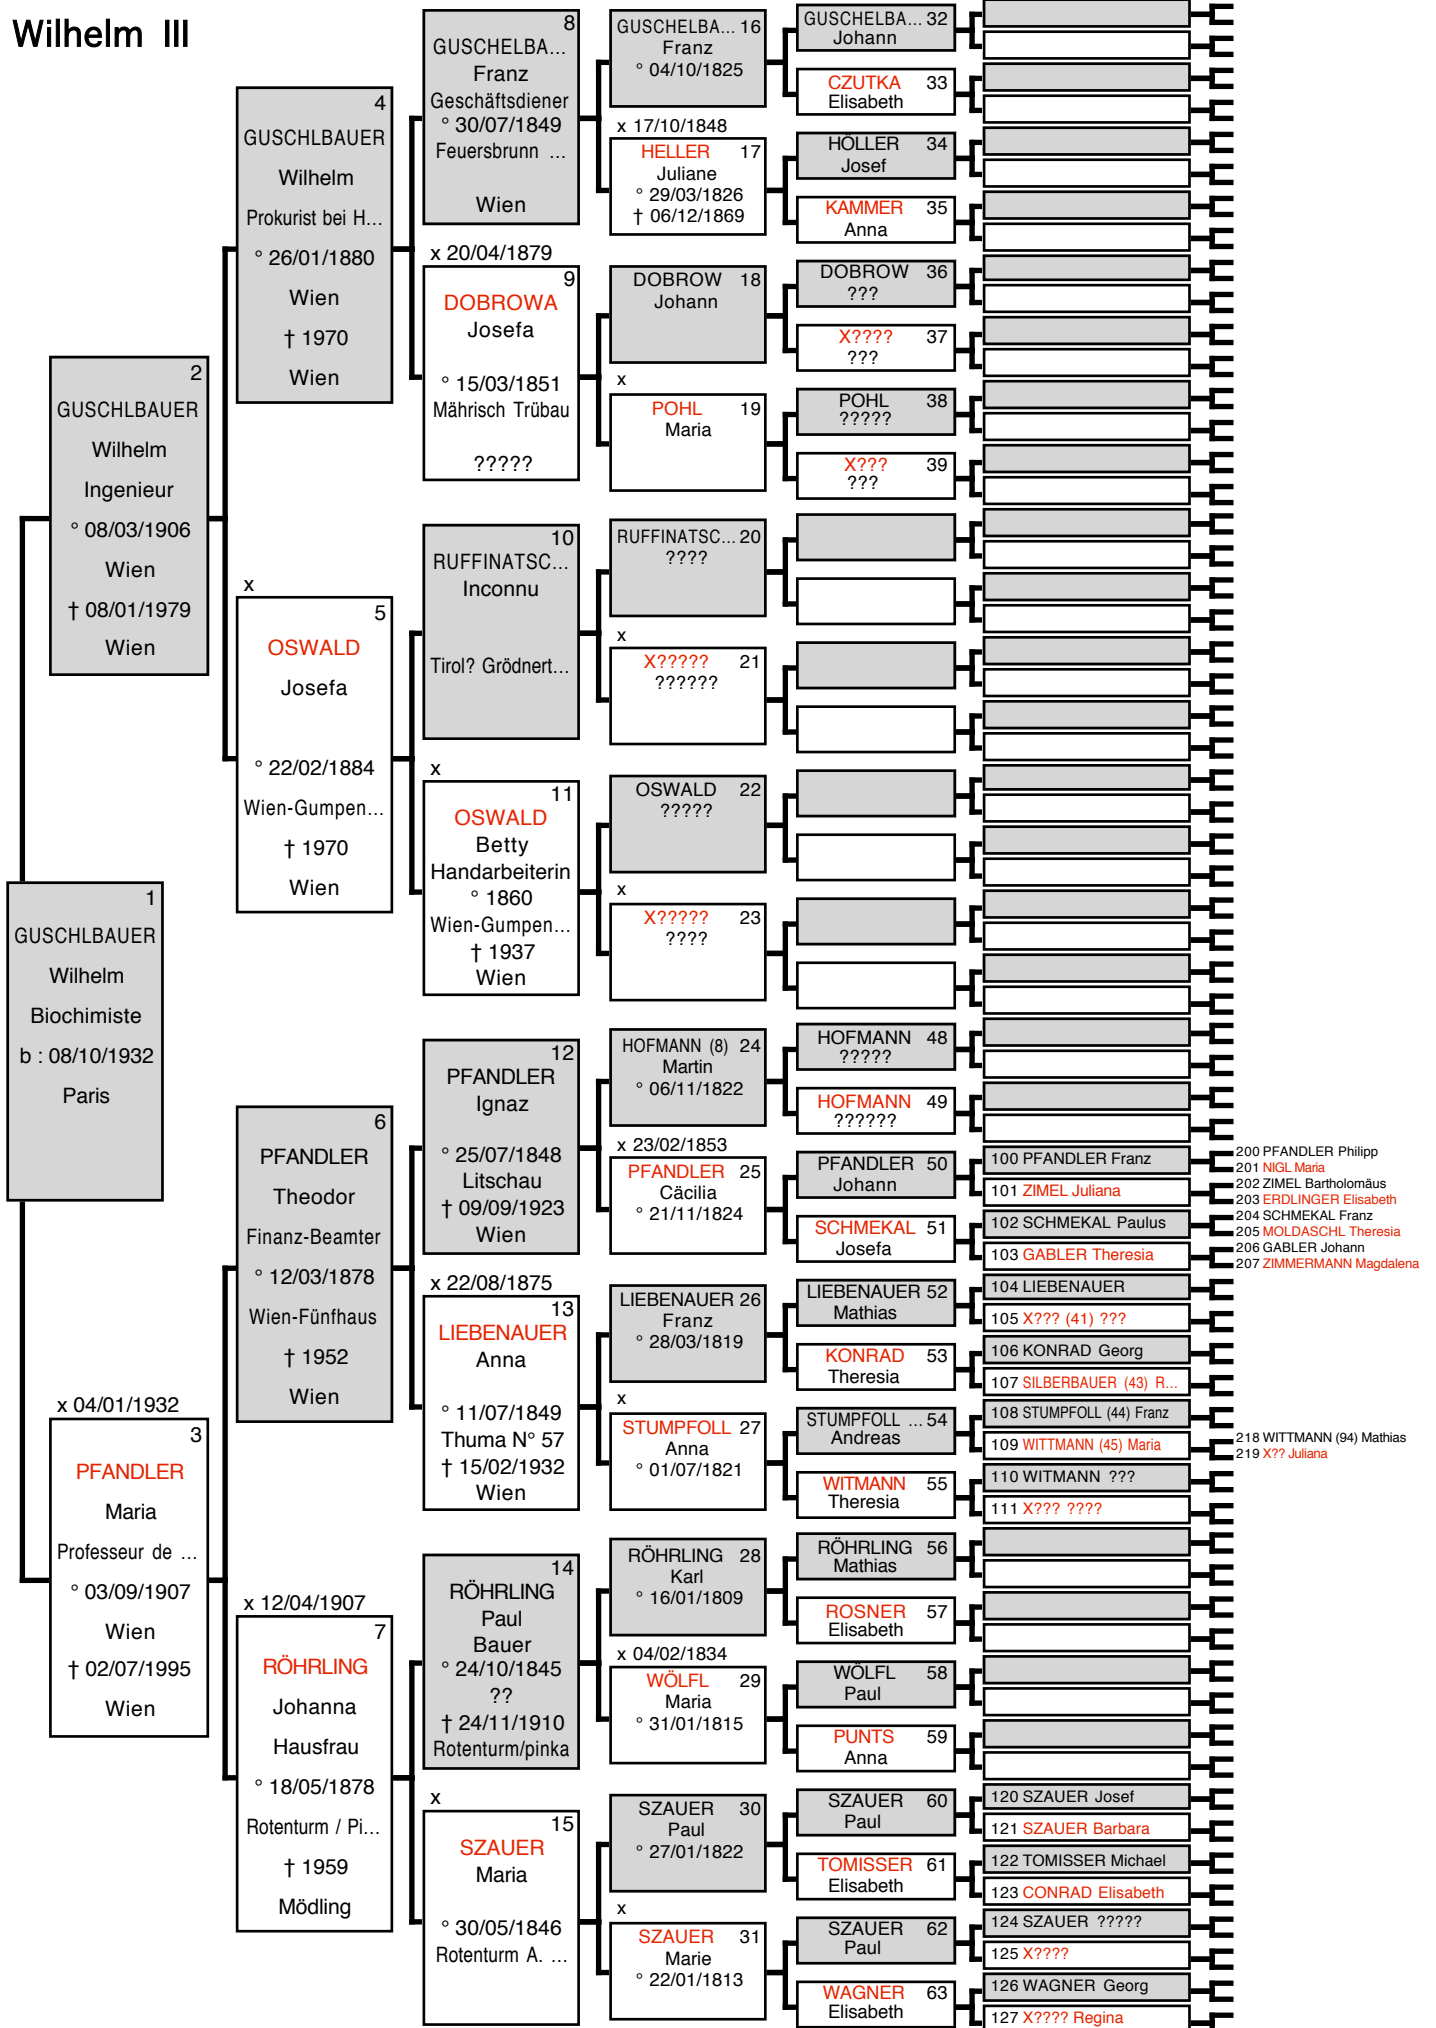 Wilhelm III
1
GUSCHLBAUER
Wilhelm
Biochimiste
b : 08/10/1932
Paris
2
GUSCHLBAUER
Wilhelm
Ingenieur
° 08/03/1906
Wien
† 08/01/1979
Wien
x 04/01/1932
3
PFANDLER
Maria
Professeur de ...
° 03/09/1907
Wien
† 02/07/1995
Wien
4
GUSCHLBAUER
Wilhelm
Prokurist bei H...
° 26/01/1880
Wien
† 1970
Wien
x
5
OSWALD
Josefa
° 22/02/1884
Wien-Gumpen...
† 1970
Wien
6
PFANDLER
Theodor
Finanz-Beamter
° 12/03/1878
Wien-Fünfhaus
† 1952
Wien
x 12/04/1907
7
RÖHRLING
Johanna
Hausfrau
° 18/05/1878
Rotenturm / Pi...
† 1959
Mödling
8
GUSCHELBA...
Franz
Geschäftsdiener
° 30/07/1849
Feuersbrunn ...
Wien
x 20/04/1879
9
DOBROWA
Josefa
° 15/03/1851
Mährisch Trübau
?????
10
RUFFINATSC...
Inconnu
Tirol? Grödnert...
x
11
OSWALD
Betty
Handarbeiterin
° 1860
Wien-Gumpen...
† 1937
Wien
12
PFANDLER
Ignaz
° 25/07/1848
Litschau
† 09/09/1923
Wien
x 22/08/1875
13
LIEBENAUER
Anna
° 11/07/1849
Thuma N° 57
† 15/02/1932
Wien
14
RÖHRLING
Paul
Bauer
° 24/10/1845
??
† 24/11/1910
Rotenturm/pinka
x
15
SZAUER
Maria
° 30/05/1846
Rotenturm A. ...
GUSCHELBA... 16
Franz
° 04/10/1825
x 17/10/1848
HELLER 17
Juliane
° 29/03/1826
† 06/12/1869
DOBROW 18
Johann
x
POHL 19
Maria
RUFFINATSC... 20
????
x
X????? 21
??????
OSWALD 22
?????
x
X????? 23
????
HOFMANN (8) 24
Martin
° 06/11/1822
x 23/02/1853
PFANDLER 25
Cäcilia
° 21/11/1824
LIEBENAUER 26
Franz
° 28/03/1819
x
STUMPFOLL 27
Anna
° 01/07/1821
RÖHRLING 28
Karl
° 16/01/1809
x 04/02/1834
WÖLFL 29
Maria
° 31/01/1815
SZAUER 30
Paul
° 27/01/1822
x
SZAUER 31
Marie
° 22/01/1813
GUSCHELBA... 32
Johann
CZUTKA 33
Elisabeth
HÖLLER 34
Josef
KAMMER 35
Anna
DOBROW 36
???
X???? 37
???
POHL 38
?????
X??? 39
???
HOFMANN 48
?????
HOFMANN 49
??????
PFANDLER 50
Johann
SCHMEKAL 51
Josefa
LIEBENAUER 52
Mathias
KONRAD 53
Theresia
STUMPFOLL ... 54
Andreas
WITMANN 55
Theresia
RÖHRLING 56
Mathias
ROSNER 57
Elisabeth
WÖLFL 58
Paul
PUNTS 59
Anna
SZAUER 60
Paul
TOMISSER 61
Elisabeth
SZAUER 62
Paul
WAGNER 63
Elisabeth
100 PFANDLER Franz
101 ZIMEL Juliana
102 SCHMEKAL Paulus
103 GABLER Theresia
104 LIEBENAUER
105 X??? (41) ???
106 KONRAD Georg
107 SILBERBAUER (43) R...
108 STUMPFOLL (44) Franz
109 WITTMANN (45) Maria
110 WITMANN ???
111 X??? ????
120 SZAUER Josef
121 SZAUER Barbara
122 TOMISSER Michael
123 CONRAD Elisabeth
124 SZAUER ?????
125 X????
126 WAGNER Georg
127 X???? Regina
200 PFANDLER Philipp
201 NIGL Maria
202 ZIMEL Bartholomäus
203 ERDLINGER Elisabeth
204 SCHMEKAL Franz
205 MOLDASCHL Theresia
206 GABLER Johann
207 ZIMMERMANN Magdalena
218 WITTMANN (94) Mathias
219 X?? Juliana